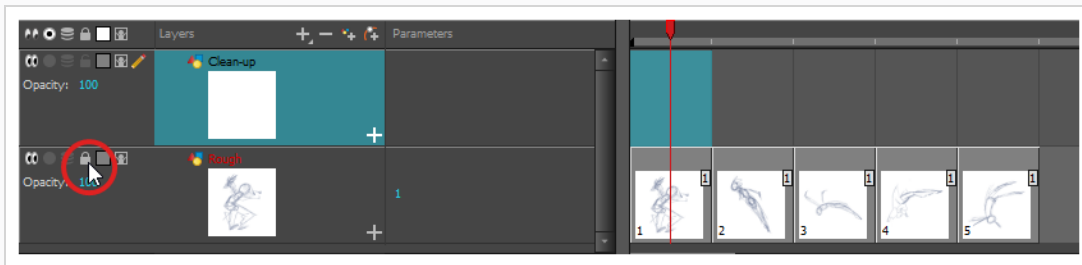 Layers Parameters
Clean-up
Opacity: 100
Rough
Opacity: 100
1
1 1 1 1 1
1 2 3 4 5